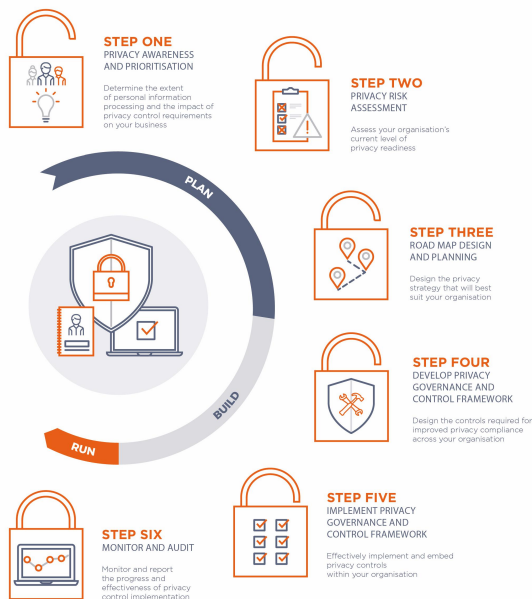 STEP ONE
PRIVACY AWARENESS
AND PRIORITISATION
Determine the extent
of personal information
processing and the impact of
privacy control requirements
on your business
STEP TWO
PRIVACY RISK
ASSESSMENT
Assess your organisation's
current level of
privacy readiness
PLAN
STEP THREE
ROAD MAP DESIGN
AND PLANNING
Design the privacy
strategy that will best
suit your organisation
STEP FOUR
DEVELOP PRIVACY
GOVERNANCE AND
CONTROL FRAMEWORK
Design the controls required for
improved privacy compliance
across your organisation
BUILD
RUN
STEP FIVE
IMPLEMENT PRIVACY
GOVERNANCE AND
CONTROL FRAMEWORK
Effectively implement and embed
privacy controls
within your organisation
STEP SIX
MONITOR AND AUDIT
Monitor and report
the progress and
effectiveness of privacy
control implementation